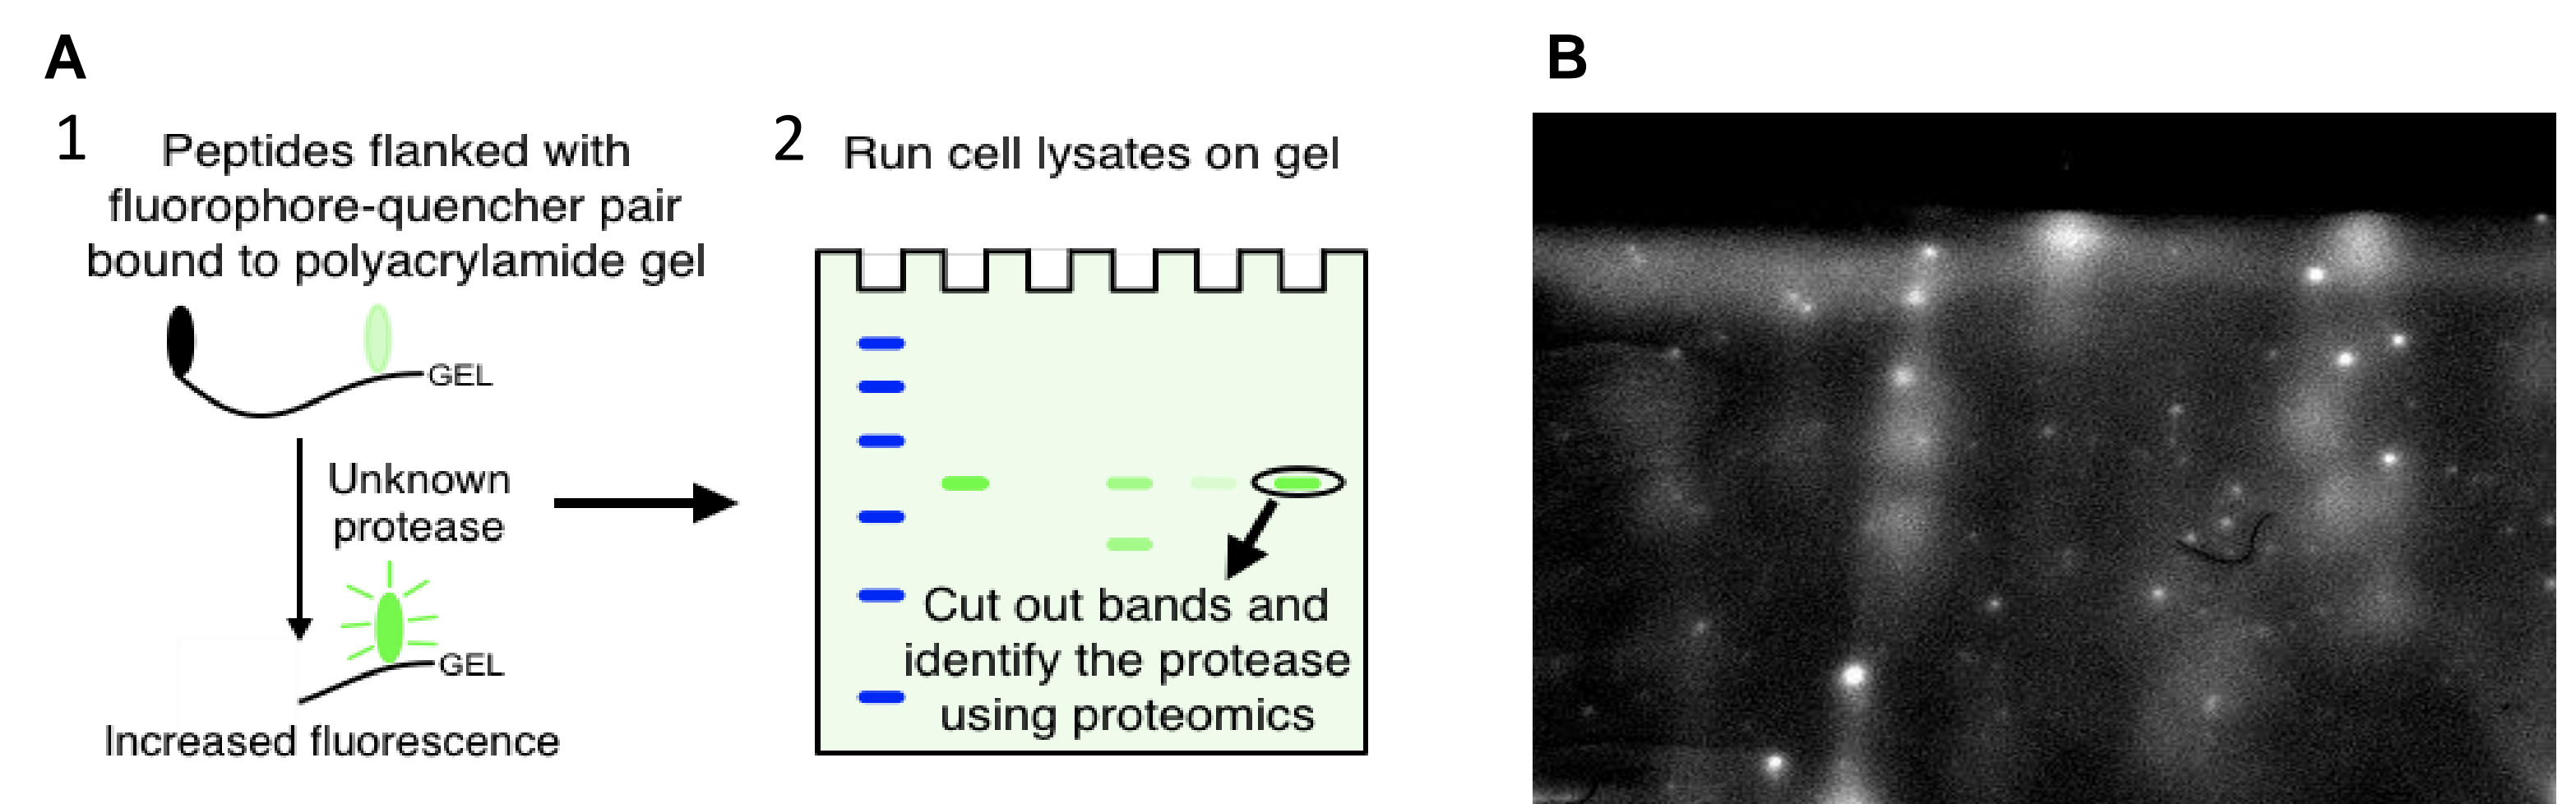 A
1
Peptides flanked with
fluorophore-quencher pair
bound to polyacrylamide gel
GEL
Unknown
protease
GEL
Increased fluorescence
2
Run cell lysates on gel
Cut out bands and
identify the protease
using proteomics
B